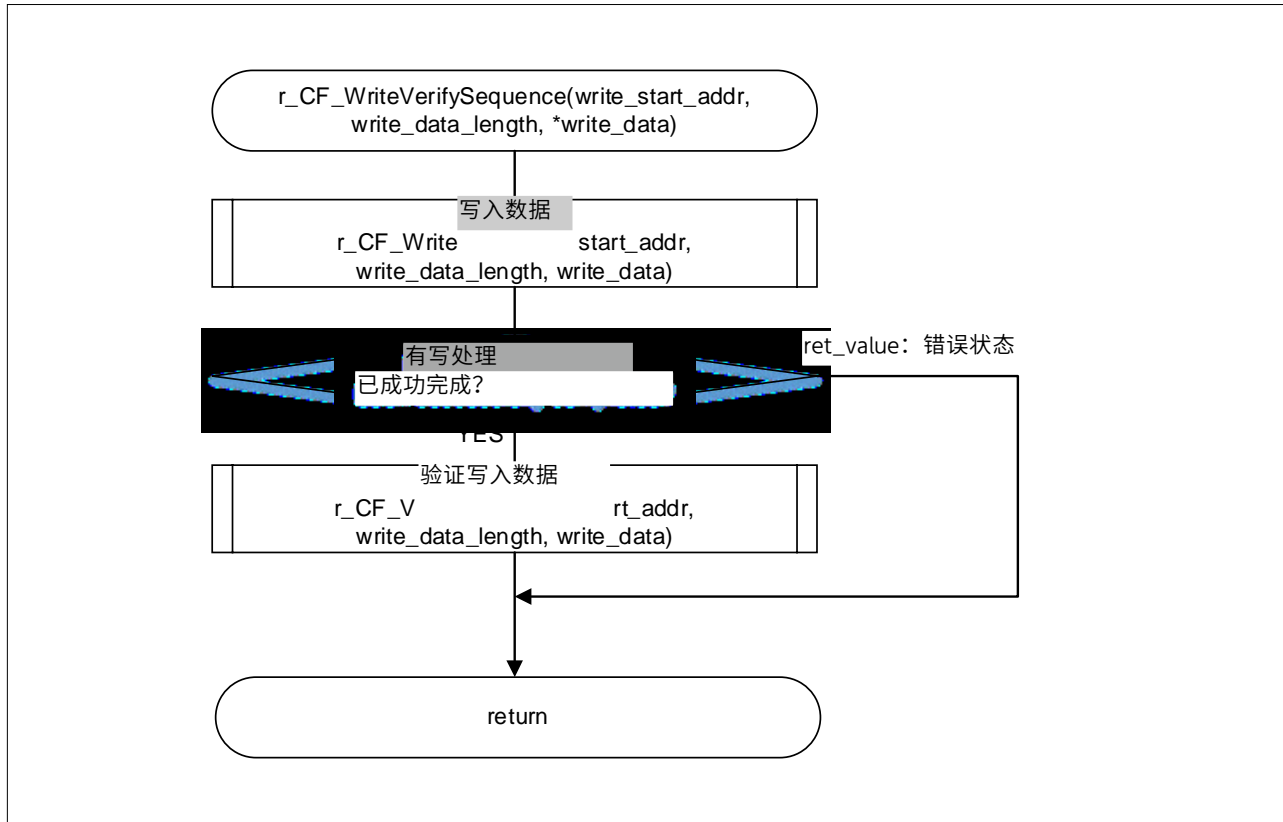 r_CF_WriteVerifySequence(write_start_addr,
write_data_length, *write_data)
写入数据
r_CF_Write start_addr,
write_data_length, write_data)
有写处理
已成功完成?
ret_value：错误状态
YES
验证写入数据
r_CF_V rt_addr,
write_data_length, write_data)
return